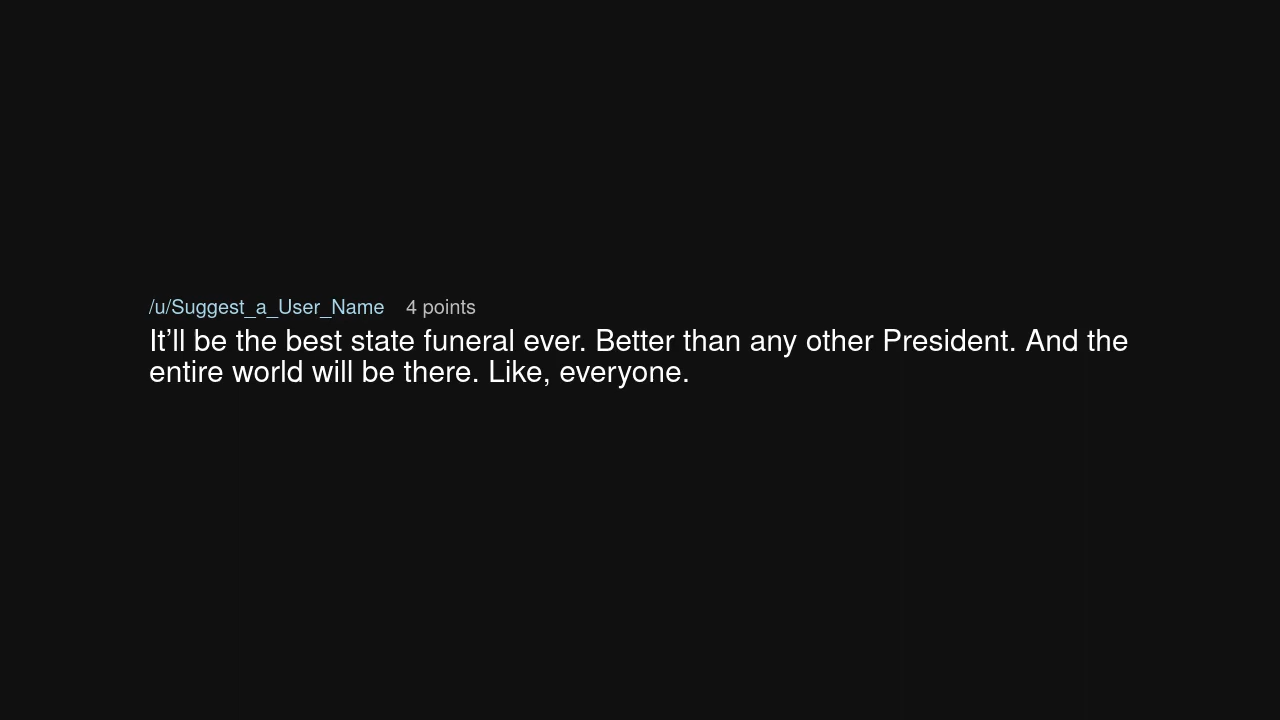 /u/Suggest_a_User_Name 4 points
It’ll be the best state funeral ever. Better than any other President. And the
entire world will be there. Like, everyone.